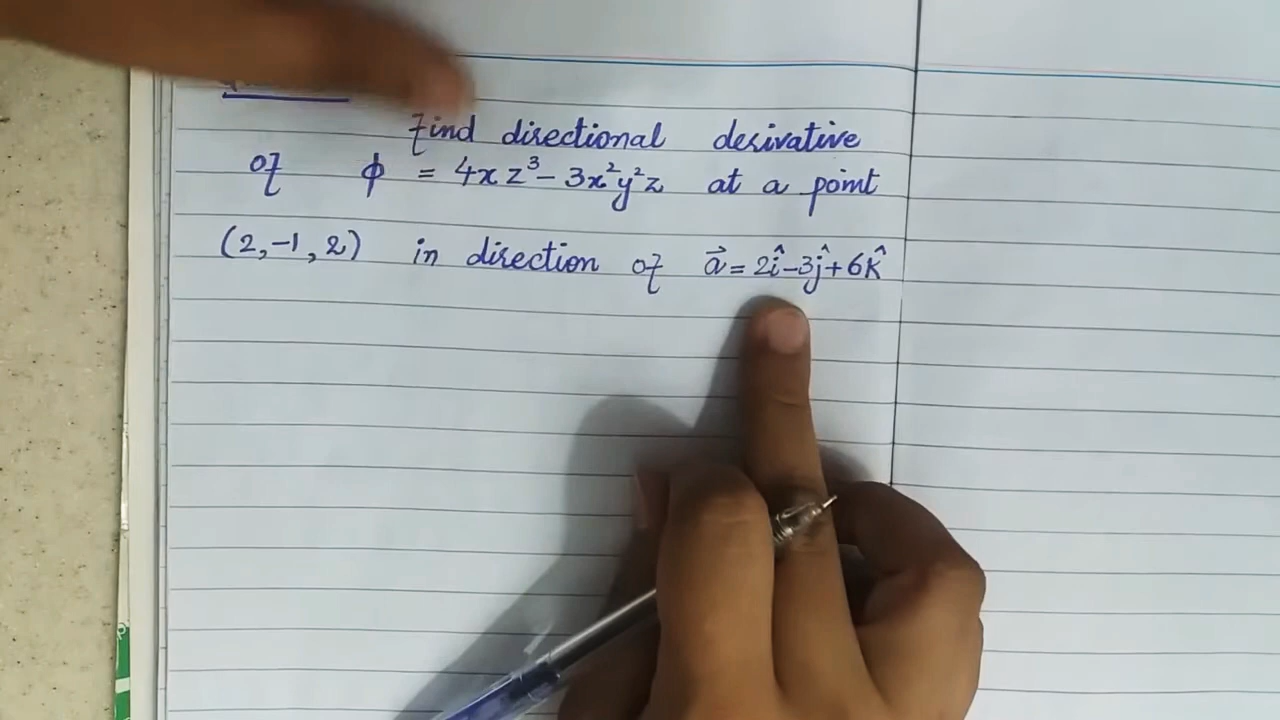 Find directional derivative
of ϕ = 4xz³ - 3x²y²z at a point
(2,-1,2) in direction of a⃗ = 2î-3ĵ+6k̂